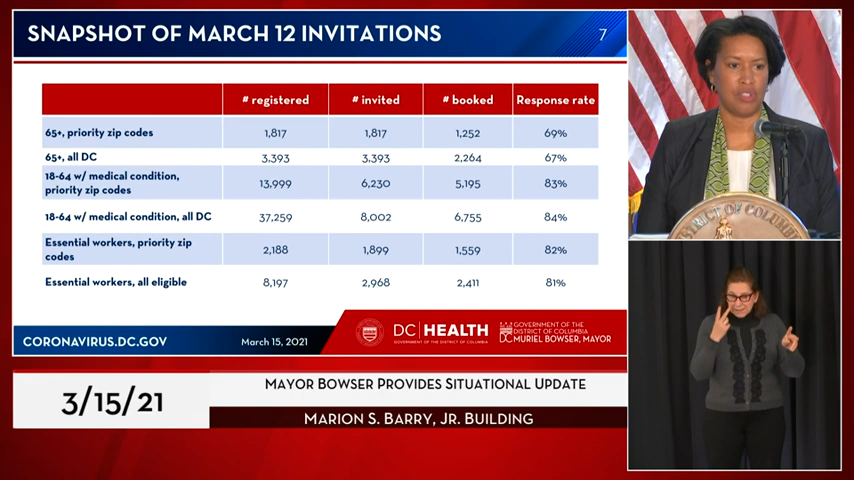 SNAPSHOT OF MARCH 12 INVITATIONS
7
# registered # invited # booked Response rate
65+, priority zip codes 1,817 1,817 1,252 69%
65+, all DC 3,393 3,393 2,264 67%
18-64 w/ medical condition,
priority zip codes 13,999 6,230 5,195 83%
18-64 w/ medical condition, all DC 37,259 8,002 6,755 84%
Essential workers, priority zip
codes 2,188 1,899 1,559 82%
Essential workers, all eligible 8,197 2,968 2,411 81%
CORONAVIRUS.DC.GOV
March 15, 2021
DC HEALTH
GOVERNMENT OF THE DISTRICT OF COLUMBIA
GOVERNMENT OF THE
DISTRICT OF COLUMBIA
DC MURIEL BOWSER, MAYOR
DISTRICT OF COLUMB
3/15/21
MAYOR BOWSER PROVIDES SITUATIONAL UPDATE
MARION S. BARRY, JR. BUILDING